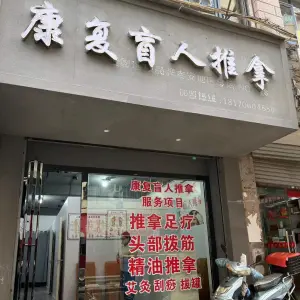 康复盲人推拿
康复盲人推拿
服务项目
推拿足疗
头部拨筋
精油推拿
艾灸刮痧 拔罐